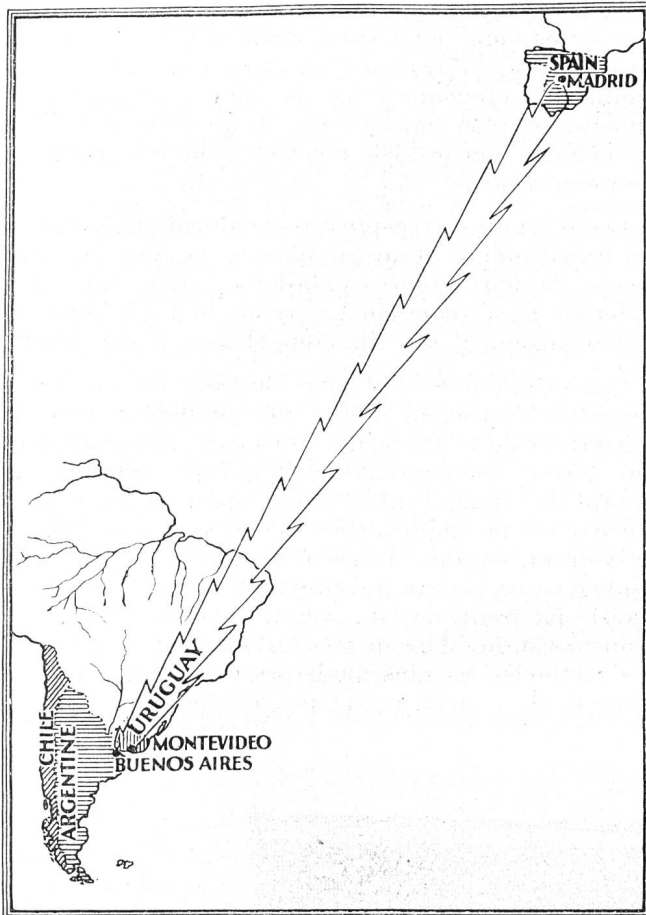 SPAIN
MADRID
URUGUAY
MONTEVIDEO
BUENOS AIRES
CHILE
ARGENTINE